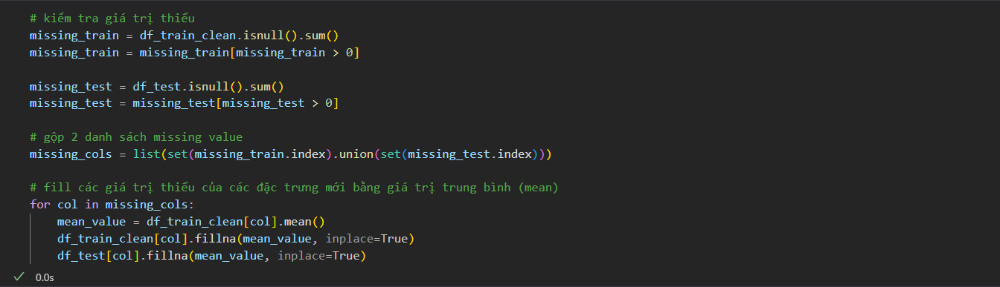 # kiểm tra giá trị thiếu
missing_train = df_train_clean.isnull().sum()
missing_train = missing_train[missing_train > 0]
missing_test = df_test.isnull().sum()
missing_test = missing_test[missing_test > 0]
# gộp 2 danh sách missing value
missing_cols = list(set(missing_train.index).union(set(missing_test.index)))
# fill các giá trị thiếu của các đặc trưng mới bằng giá trị trung bình (mean)
for col in missing_cols:
    mean_value = df_train_clean[col].mean()
    df_train_clean[col].fillna(mean_value, inplace=True)
    df_test[col].fillna(mean_value, inplace=True)
0.0s